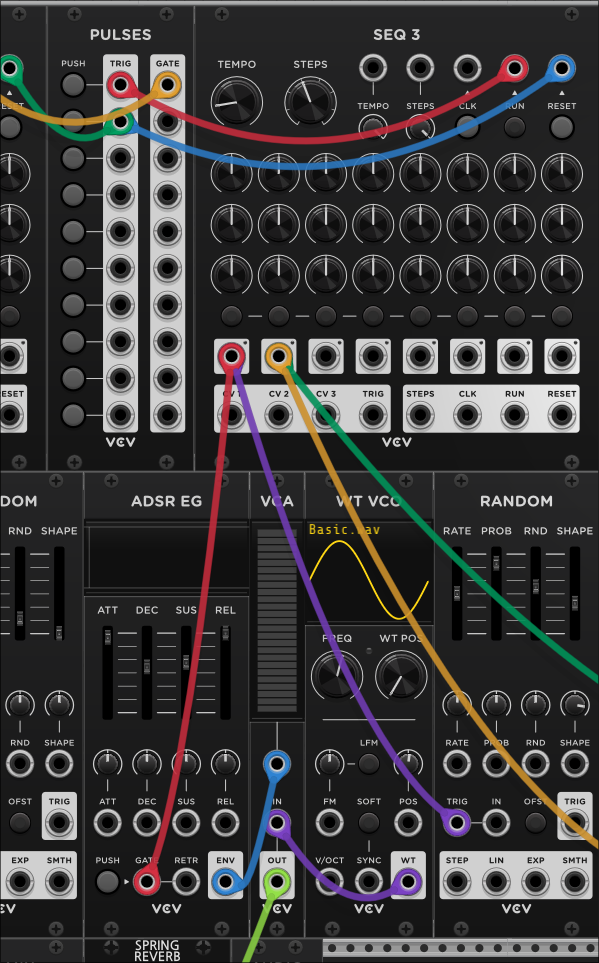 PULSES
SEQ 3
PUSH
TRIG
GATE
TEMPO
STEPS
TEMPO
STEPS
CLK
RUN
RESET
ESET
CV 2
CV 3
TRIG
STEPS
CLK
RUN
RESET
VCV
VCV
DOM
ADSR EG
VCA
WT VCO
RANDOM
RND
SHAPE
Basic.wav
RATE
PROB
RND
SHAPE
ATT
DEC
SUS
REL
FREQ
WT POS
RND
SHAPE
LFM
RATE
PROB
RND
SHAPE
OFST
TRIG
ATT
DEC
SUS
REL
IN
FM
SOFT
POS
TRIG
IN
OFST
TRIG
EXP
SMTH
PUSH
GATE
RETR
ENV
OUT
V/OCT
SYNC
WT
STEP
LIN
EXP
SMTH
CV
VCV
VCV
VCV
VCV
SPRING
REVERB